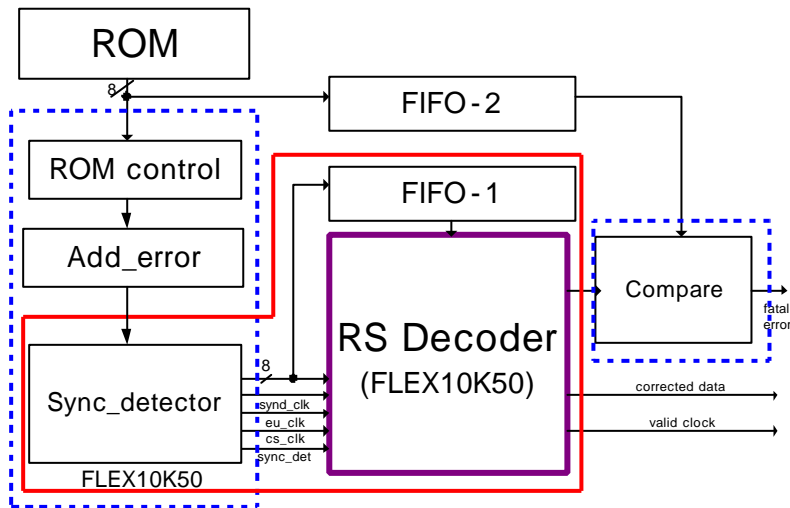 ROM
8
FIFO-2
ROM control
FIFO-1
Add_error
Compare
fatal
error
RS Decoder
(FLEX10K50)
8
Sync_detector
synd_clk
eu_clk
cs_clk
sync_det
corrected data
valid clock
FLEX10K50